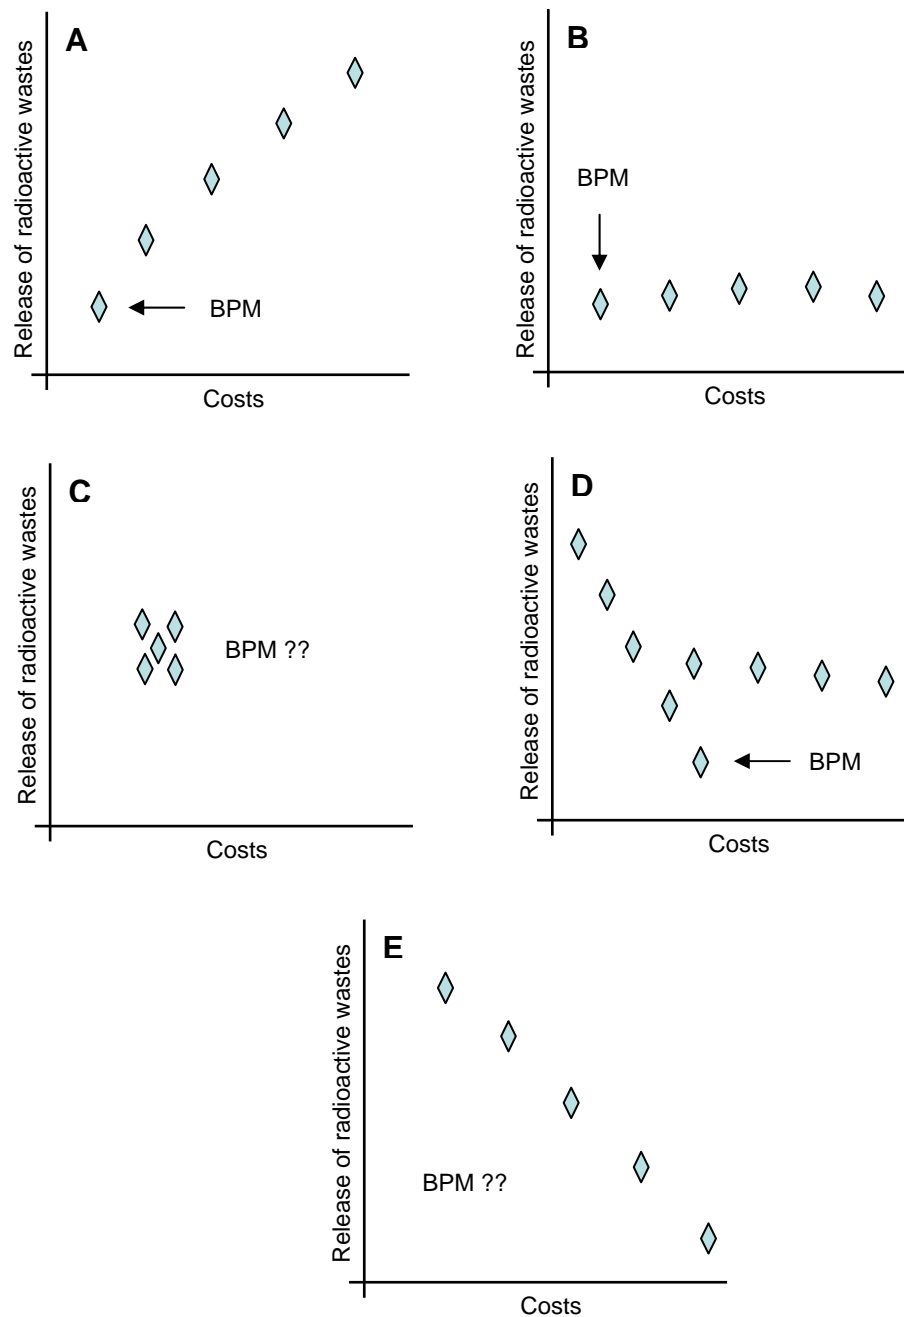 A
Release of radioactive wastes
BPM
Costs
B
Release of radioactive wastes
BPM
Costs
C
Release of radioactive wastes
BPM ??
Costs
D
Release of radioactive wastes
BPM
Costs
E
Release of radioactive wastes
BPM ??
Costs